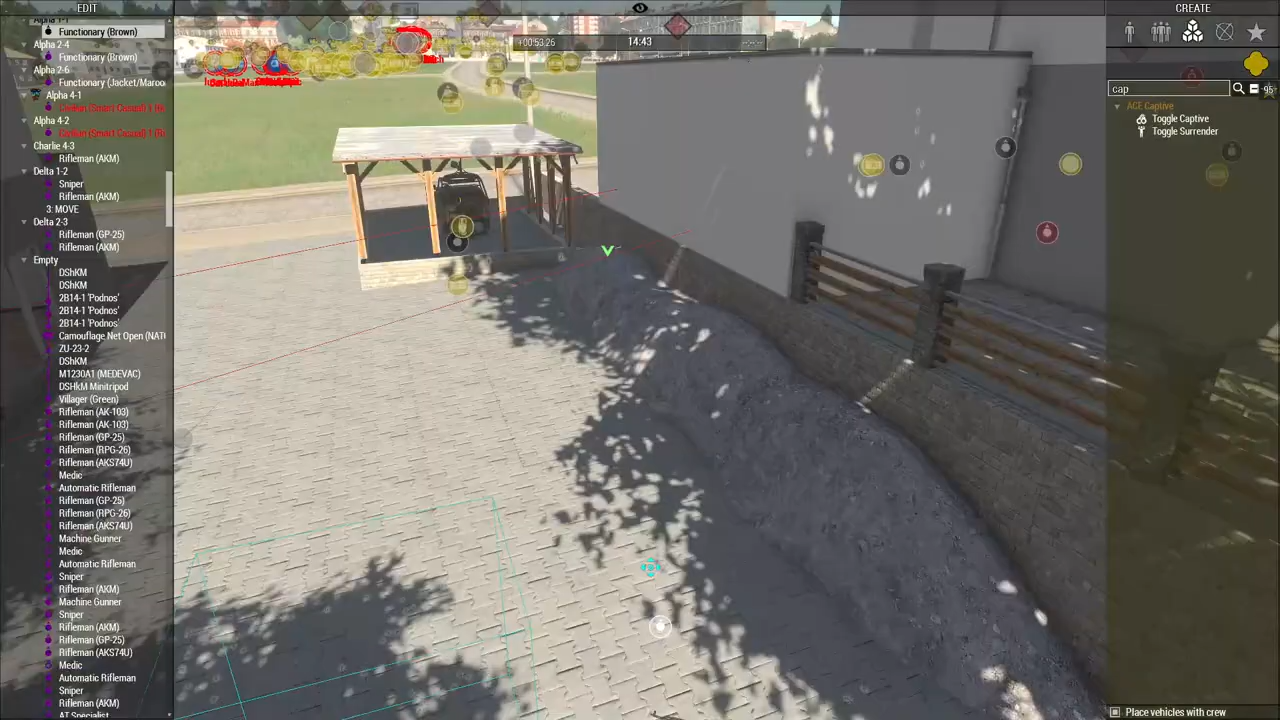 EDIT
Alpha 1-1
Functionary (Brown)
Alpha 2-4
Functionary (Brown)
Alpha 2-6
Functionary (Jacket/Maroo
Alpha 4-1
Alpha 4-2
Charlie 4-3
Rifleman (AKM)
Delta 1-2
Sniper
Rifleman (AKM)
3: MOVE
Delta 2-3
Rifleman (GP-25)
Rifleman (AKM)
Empty
DShKM
DShKM
2B14-1 'Podnos'
2B14-1 'Podnos'
2B14-1 'Podnos'
Camouflage Net Open (NAT
ZU-23-2
DShKM
M1230A1 (MEDEVAC)
DSHkM Minitripod
Villager (Green)
Rifleman (AK-103)
Rifleman (AK-103)
Rifleman (GP-25)
Rifleman (RPG-26)
Rifleman (AKS74U)
Medic
Automatic Rifleman
Rifleman (GP-25)
Rifleman (RPG-26)
Rifleman (AKS74U)
Machine Gunner
Medic
Automatic Rifleman
Sniper
Rifleman (AKM)
Machine Gunner
Sniper
Rifleman (AKM)
Rifleman (GP-25)
Rifleman (AKS74U)
Medic
Automatic Rifleman
Sniper
Rifleman (AKM)
AT Specialist
+00:53:26
14:43
CREATE
cap
95
ACE Captive
Toggle Captive
Toggle Surrender
Place vehicles with crew